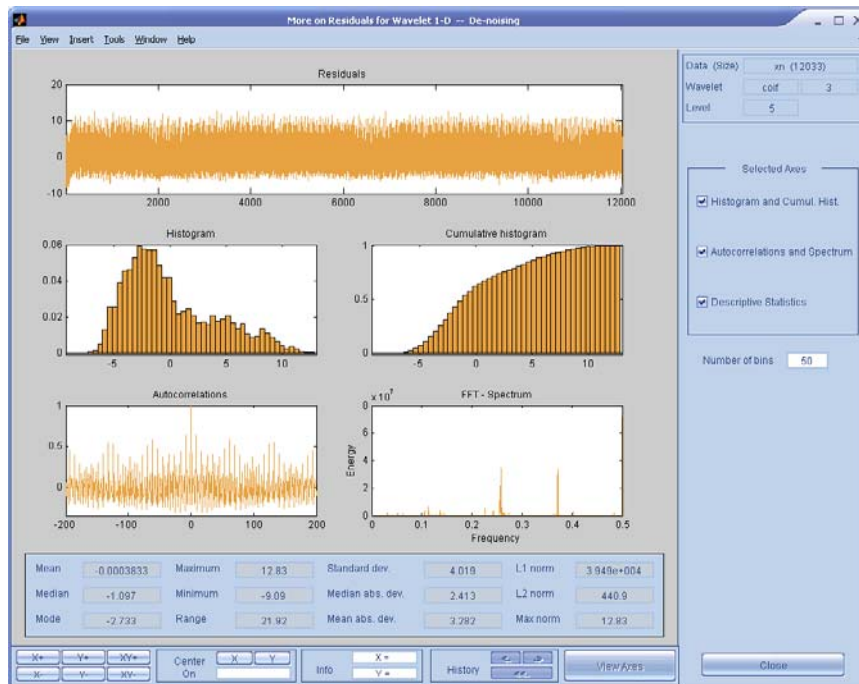 More on Residuals for Wavelet 1-D -- De-noising
File View Insert Tools Window Help
Residuals
20
10
0
-10
2000 4000 6000 8000 10000 12000
Histogram
0.06
0.04
0.02
0
-5 0 5 10
Cumulative histogram
1
0.5
0
-5 0 5 10
Autocorrelations
1
0.5
0
-200 -100 0 100 200
FFT - Spectrum
x 10^7
8
6
4
2
0
Energy
0 0.1 0.2 0.3 0.4 0.5
Frequency
Mean -0.0003833 Maximum 12.83 Standard dev. 4.019 L1 norm 3.949e+004
Median -1.097 Minimum -9.09 Median abs. dev. 2.413 L2 norm 440.9
Mode -2.733 Range 21.92 Mean abs. dev. 3.282 Max norm 12.83
X+ Y+ XY+
X- Y- XY-
Center On X Y
Info X = Y =
History <- -> <<-
View Axes
Data (Size) xn (12033)
Wavelet coif 3
Level 5
Selected Axes
Histogram and Cumul. Hist.
Autocorrelations and Spectrum
Descriptive Statistics
Number of bins 50
Close